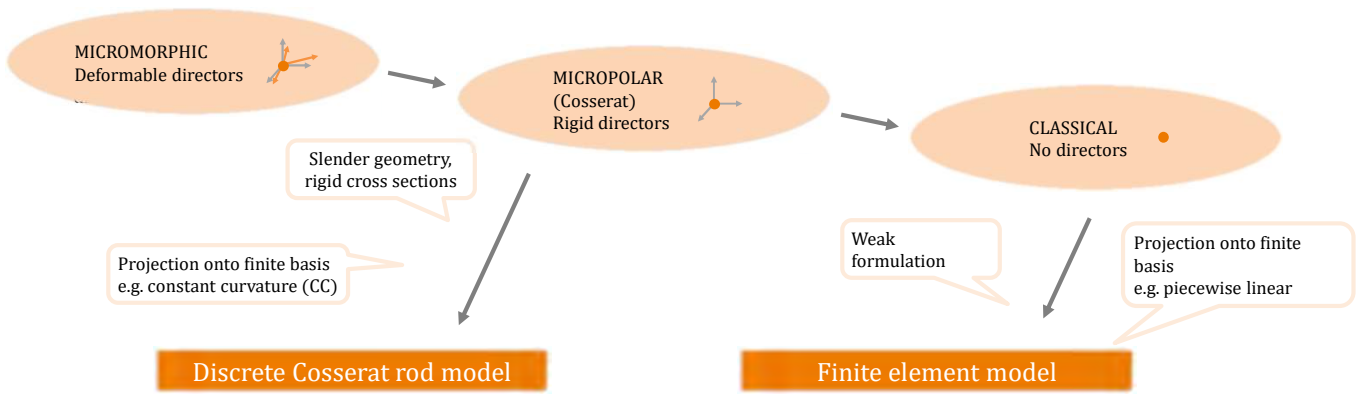 MICROMORPHIC
Deformable directors
MICROPOLAR
(Cosserat)
Rigid directors
CLASSICAL
No directors
Slender geometry,
rigid cross sections
Projection onto finite basis
e.g. constant curvature (CC)
Weak
formulation
Projection onto finite
basis
e.g. piecewise linear
Discrete Cosserat rod model
Finite element model